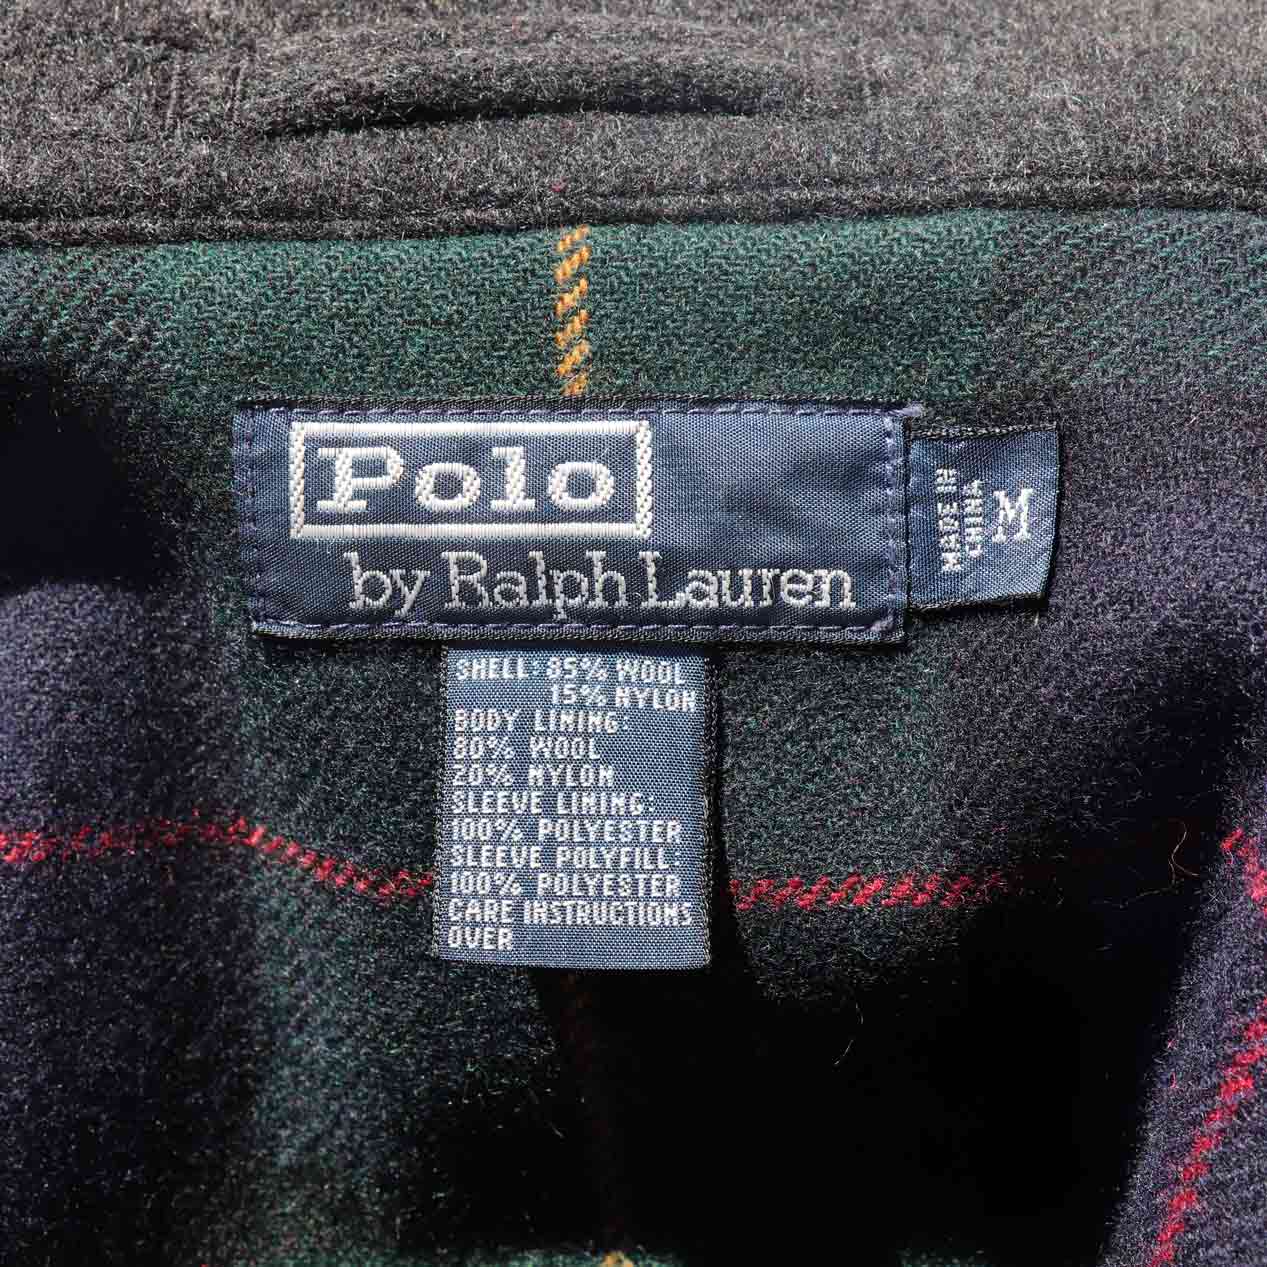 Polo
by Ralph Lauren
MADE IN
CHINA
M
SHELL: 85% WOOL
15% NYLON
BODY LINING:
80% WOOL
20% NYLON
SLEEVE LINING:
100% POLYESTER
SLEEVE POLYFILL:
100% POLYESTER
CARE INSTRUCTIONS
OVER